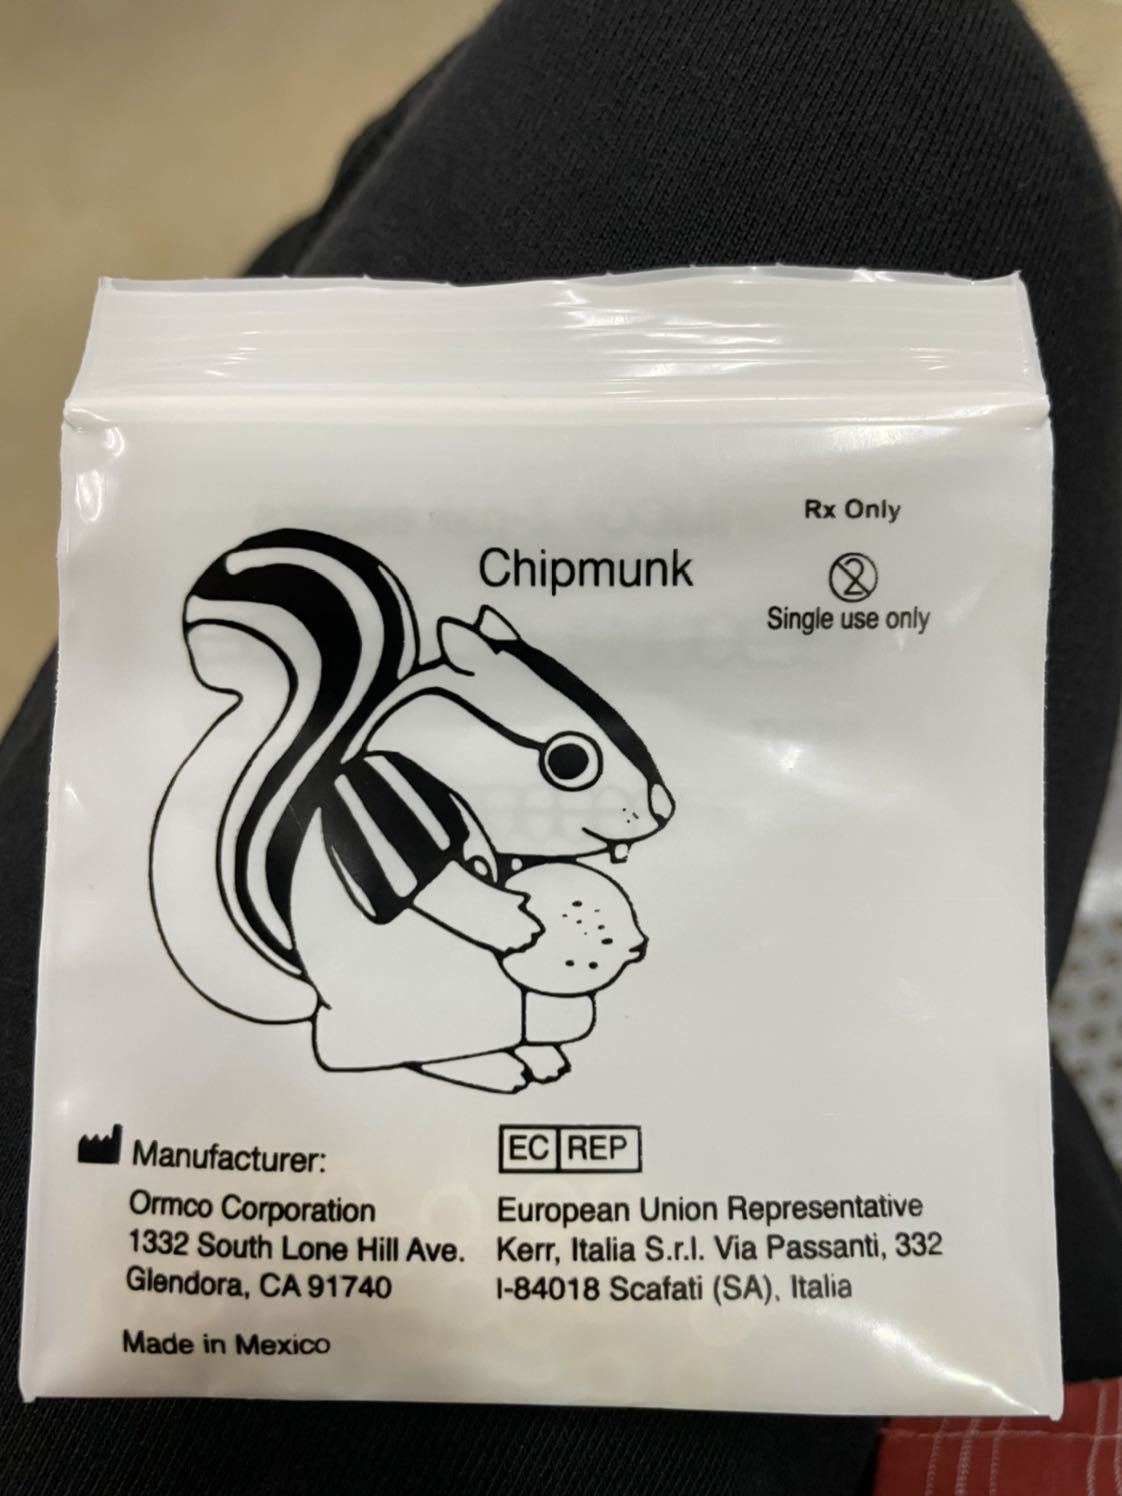 Rx Only
Chipmunk
2
Single use only
Manufacturer:
Ormco Corporation
1332 South Lone Hill Ave.
Glendora, CA 91740
Made in Mexico
EC REP
European Union Representative
Kerr, Italia S.r.l. Via Passanti, 332
I-84018 Scafati (SA), Italia